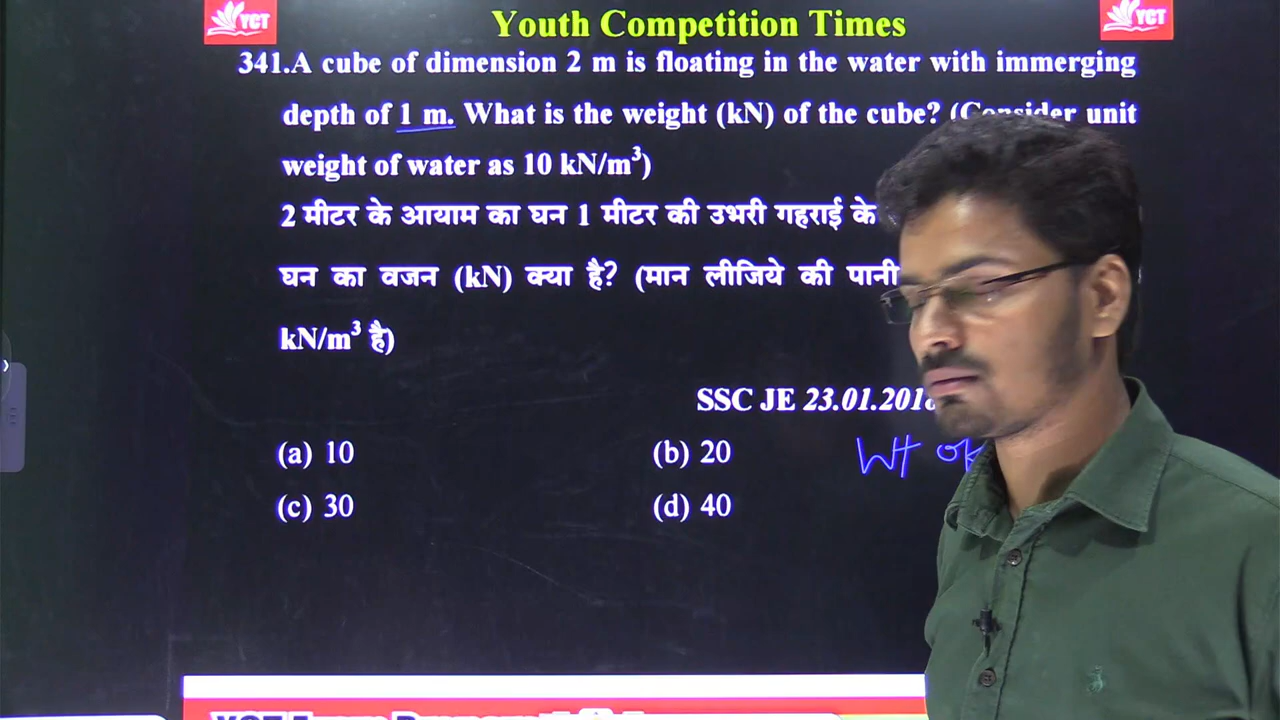 YCT
Youth Competition Times
YCT
341.A cube of dimension 2 m is floating in the water with immerging
depth of 1 m. What is the weight (kN) of the cube? (Consider unit
weight of water as 10 kN/m³)
2 मीटर के आयाम का घन 1 मीटर की उभरी गहराई के
घन का वजन (kN) क्या है? (मान लीजिये की पानी
kN/m³ है)
SSC JE 23.01.2018
(a) 10
(b) 20
Wt of
(c) 30
(d) 40